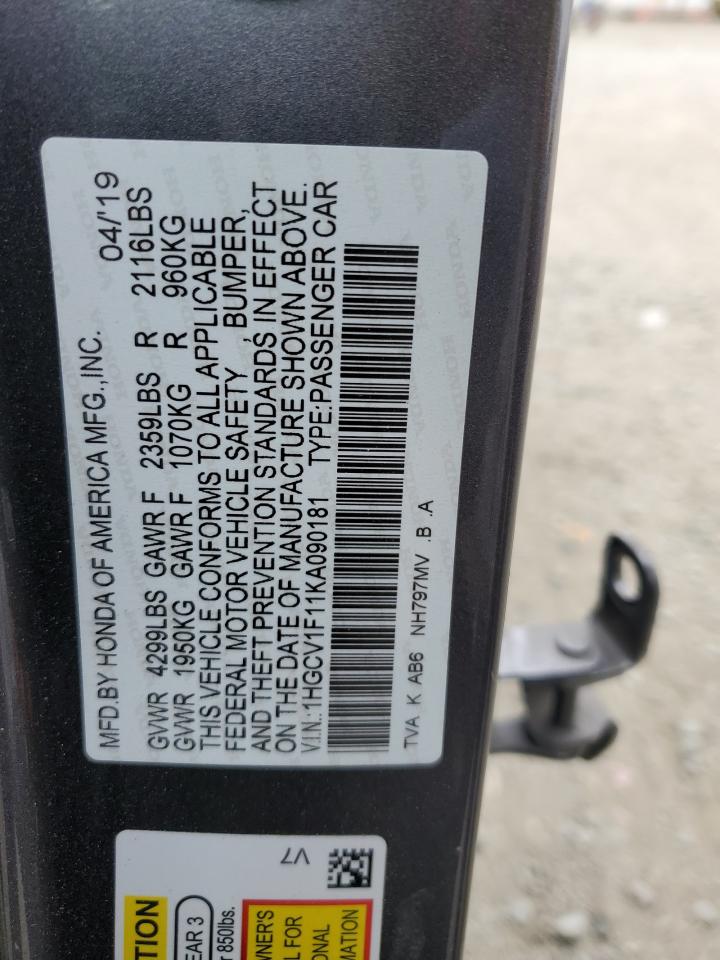 MFD.BY HONDA OF AMERICA MFG.,INC. 04/'19
GVWR 4299LBS GAWR F 2359LBS R 2116LBS
GVWR 1950KG GAWR F 1070KG R 960KG
THIS VEHICLE CONFORMS TO ALL APPLICABLE
FEDERAL MOTOR VEHICLE SAFETY , BUMPER,
AND THEFT PREVENTION STANDARDS IN EFFECT
ON THE DATE OF MANUFACTURE SHOWN ABOVE.
V.I.N.:1HGCV1F11KA090181 TYPE:PASSENGER CAR
TVA K AB6 NH797MV .B .A
V7
850lbs.